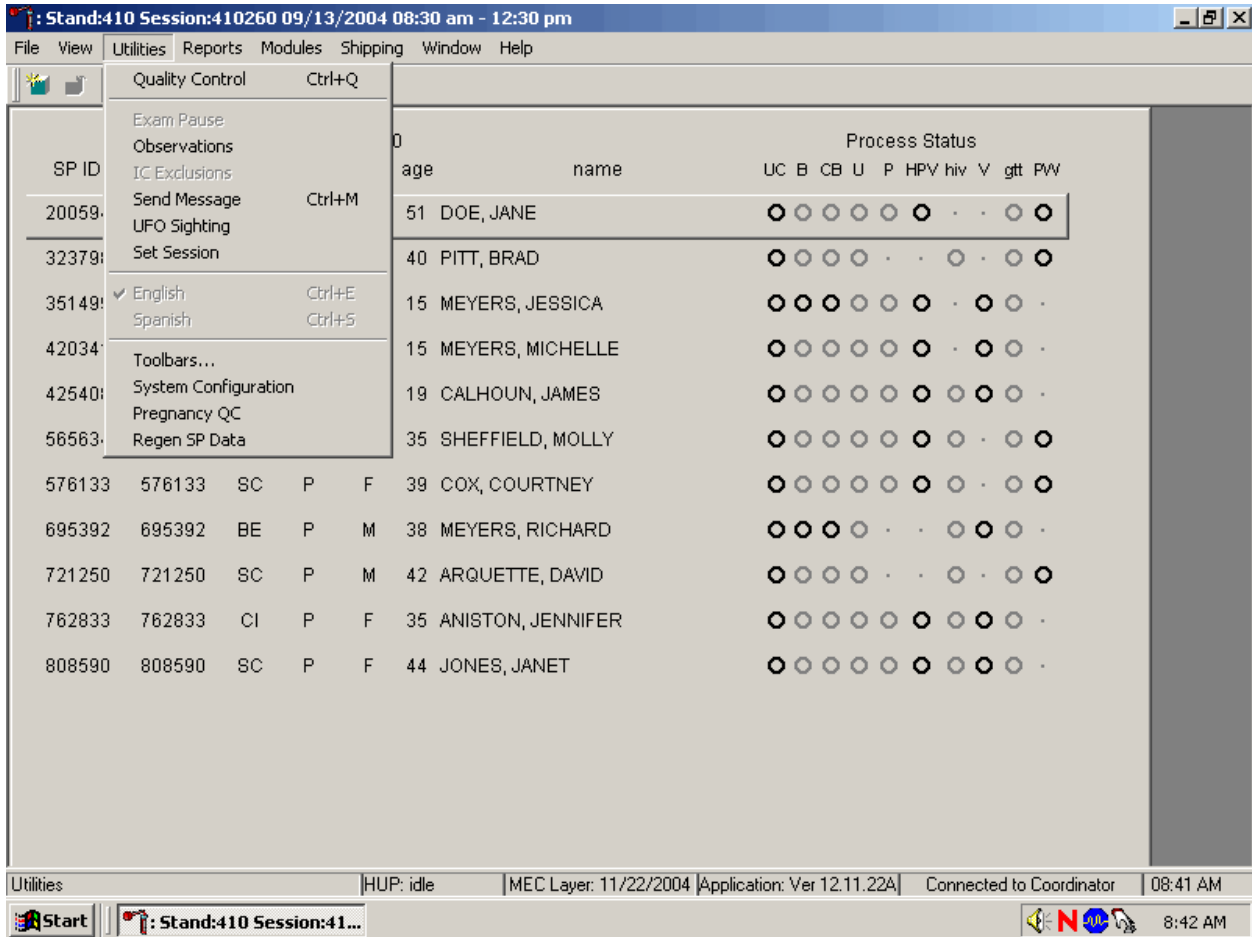 : Stand:410 Session:410260 09/13/2004 08:30 am - 12:30 pm
File View Utilities Reports Modules Shipping Window Help
Quality Control Ctrl+Q
Exam Pause
Observations
IC Exclusions
Send Message Ctrl+M
UFO Sighting
Set Session
English Ctrl+E
Spanish Ctrl+S
Toolbars...
System Configuration
Pregnancy QC
Regen SP Data
0 Process Status
SP ID age name UC B CB U P HPV hiv V gtt PW
20059 51 DOE, JANE
32379 40 PITT, BRAD
35149 15 MEYERS, JESSICA
42034 15 MEYERS, MICHELLE
42540 19 CALHOUN, JAMES
56563 35 SHEFFIELD, MOLLY
576133 576133 SC P F 39 COX, COURTNEY
695392 695392 BE P M 38 MEYERS, RICHARD
721250 721250 SC P M 42 ARQUETTE, DAVID
762833 762833 CI P F 35 ANISTON, JENNIFER
808590 808590 SC P F 44 JONES, JANET
Utilities HUP: idle MEC Layer: 11/22/2004 Application: Ver 12.11.22A Connected to Coordinator 08:41 AM
Start : Stand:410 Session:41... N 8:42 AM